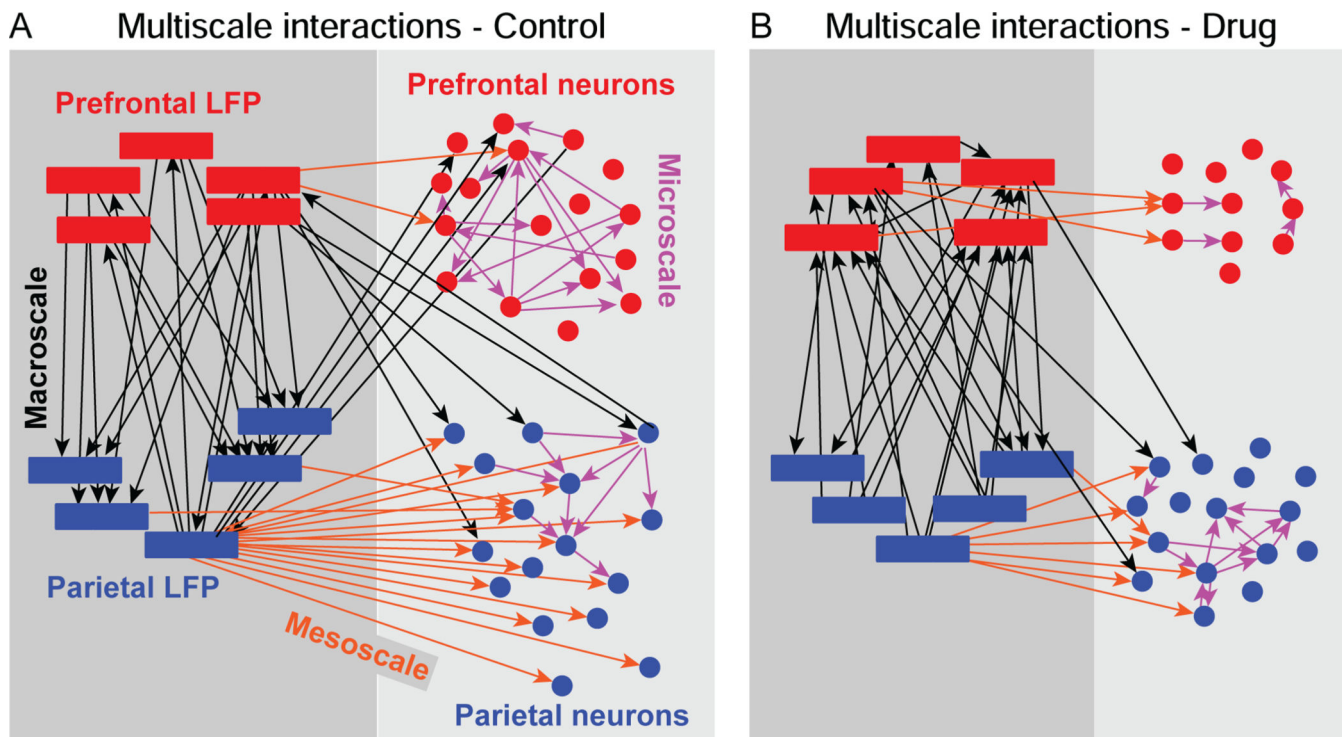 A Multiscale interactions - Control
Prefrontal LFP
Prefrontal neurons
Microscale
Macroscale
Parietal LFP
Mesoscale
Parietal neurons
B Multiscale interactions - Drug